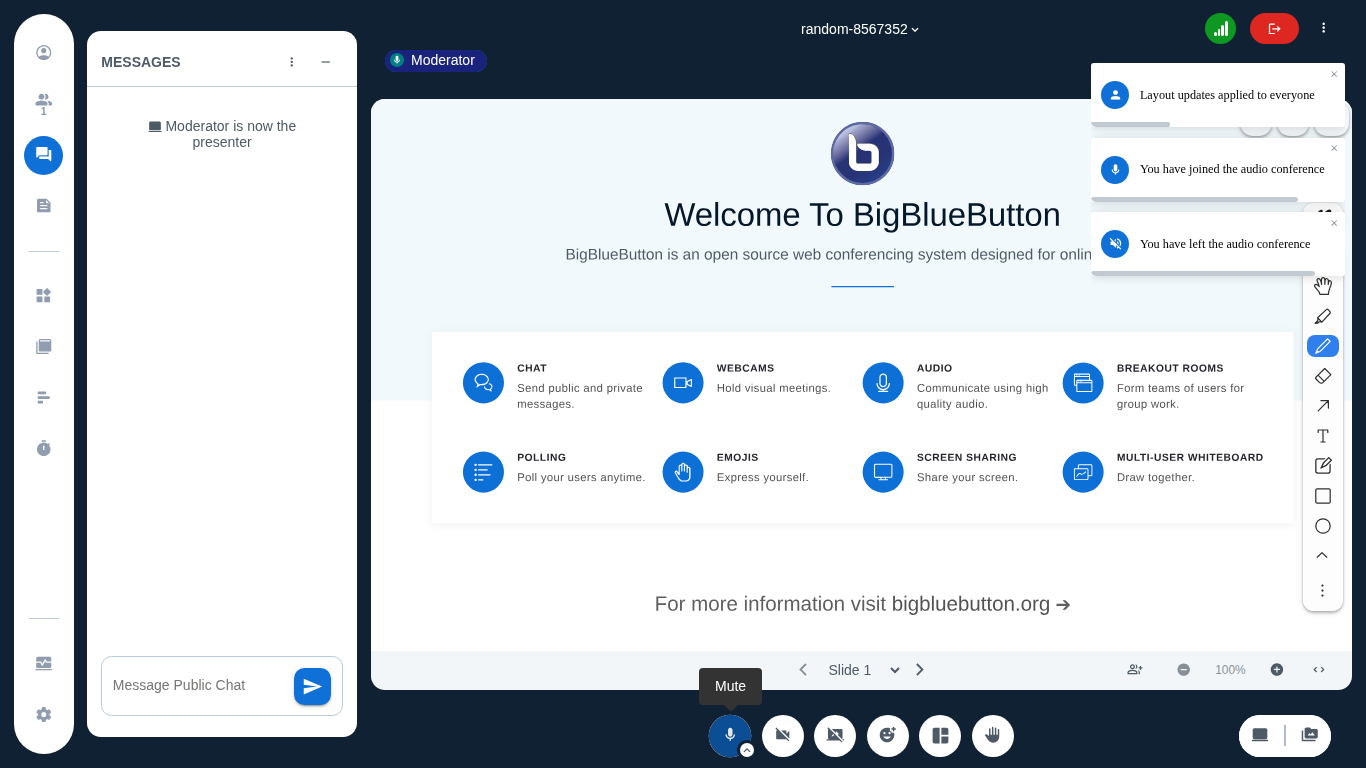 random-8567352
Moderator
MESSAGES
1
Moderator is now the
presenter
Message Public Chat
Layout updates applied to everyone
You have joined the audio conference
You have left the audio conference
Welcome To BigBlueButton
BigBlueButton is an open source web conferencing system designed for onlin
CHAT
Send public and private
messages.
WEBCAMS
Hold visual meetings.
AUDIO
Communicate using high
quality audio.
BREAKOUT ROOMS
Form teams of users for
group work.
POLLING
Poll your users anytime.
EMOJIS
Express yourself.
SCREEN SHARING
Share your screen.
MULTI-USER WHITEBOARD
Draw together.
For more information visit bigbluebutton.org ➔
Slide 1
100%
Mute